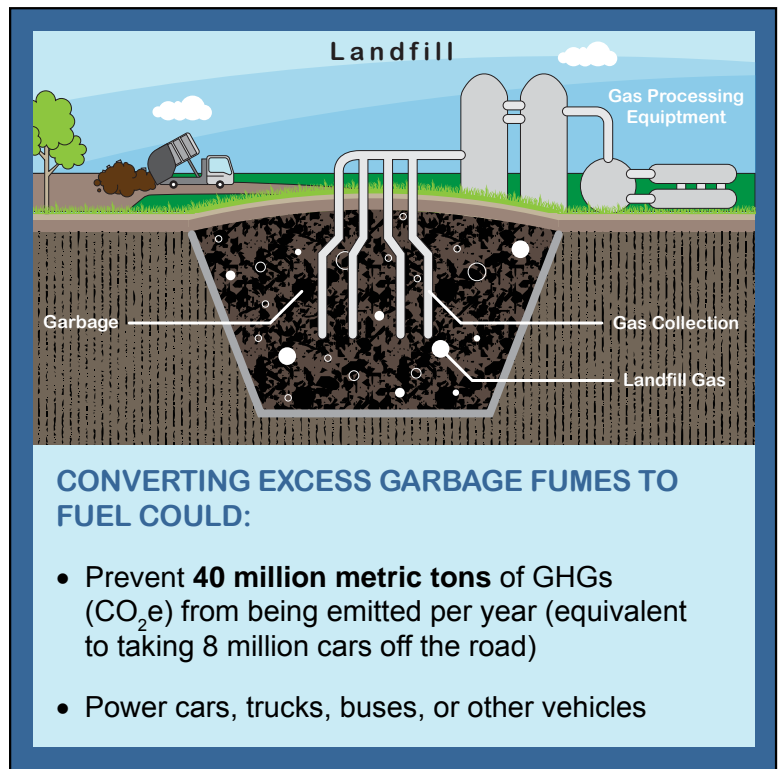 Landfill
Gas Processing
Equiptment
Garbage
Gas Collection
Landfill Gas
CONVERTING EXCESS GARBAGE FUMES TO
FUEL COULD:
• Prevent 40 million metric tons of GHGs
(CO₂e) from being emitted per year (equivalent
to taking 8 million cars off the road)
• Power cars, trucks, buses, or other vehicles